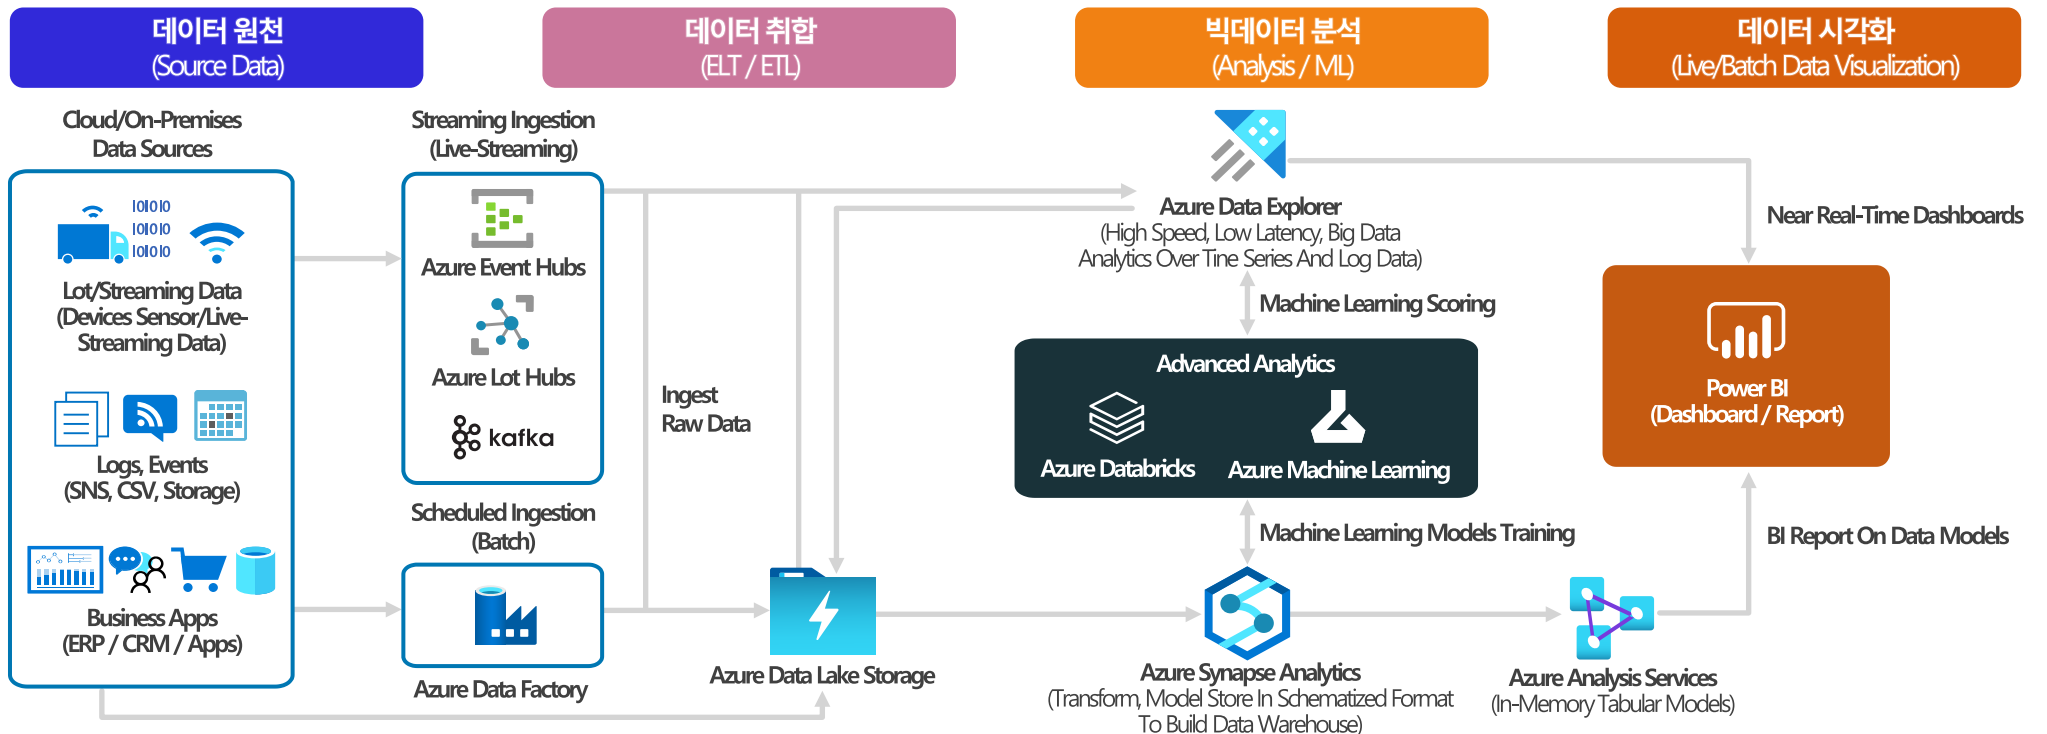 데이터 원천
(Source Data)
데이터 취합
(ELT / ETL)
빅데이터 분석
(Analysis / ML)
데이터 시각화
(Live/Batch Data Visualization)
Cloud/On-Premises
Data Sources
101010
101010
101010
Lot/Streaming Data
(Devices Sensor/Live-
Streaming Data)
Logs, Events
(SNS, CSV, Storage)
Business Apps
(ERP / CRM / Apps)
Streaming Ingestion
(Live-Streaming)
Azure Event Hubs
Azure Lot Hubs
kafka
Scheduled Ingestion
(Batch)
Azure Data Factory
Ingest
Raw Data
Azure Data Lake Storage
Azure Data Explorer
(High Speed, Low Latency, Big Data
Analytics Over Tine Series And Log Data)
Machine Learning Scoring
Advanced Analytics
Azure Databricks
Azure Machine Learning
Machine Learning Models Training
Azure Synapse Analytics
(Transform, Model Store In Schematized Format
To Build Data Warehouse)
Azure Analysis Services
(In-Memory Tabular Models)
Near Real-Time Dashboards
Power BI
(Dashboard / Report)
BI Report On Data Models